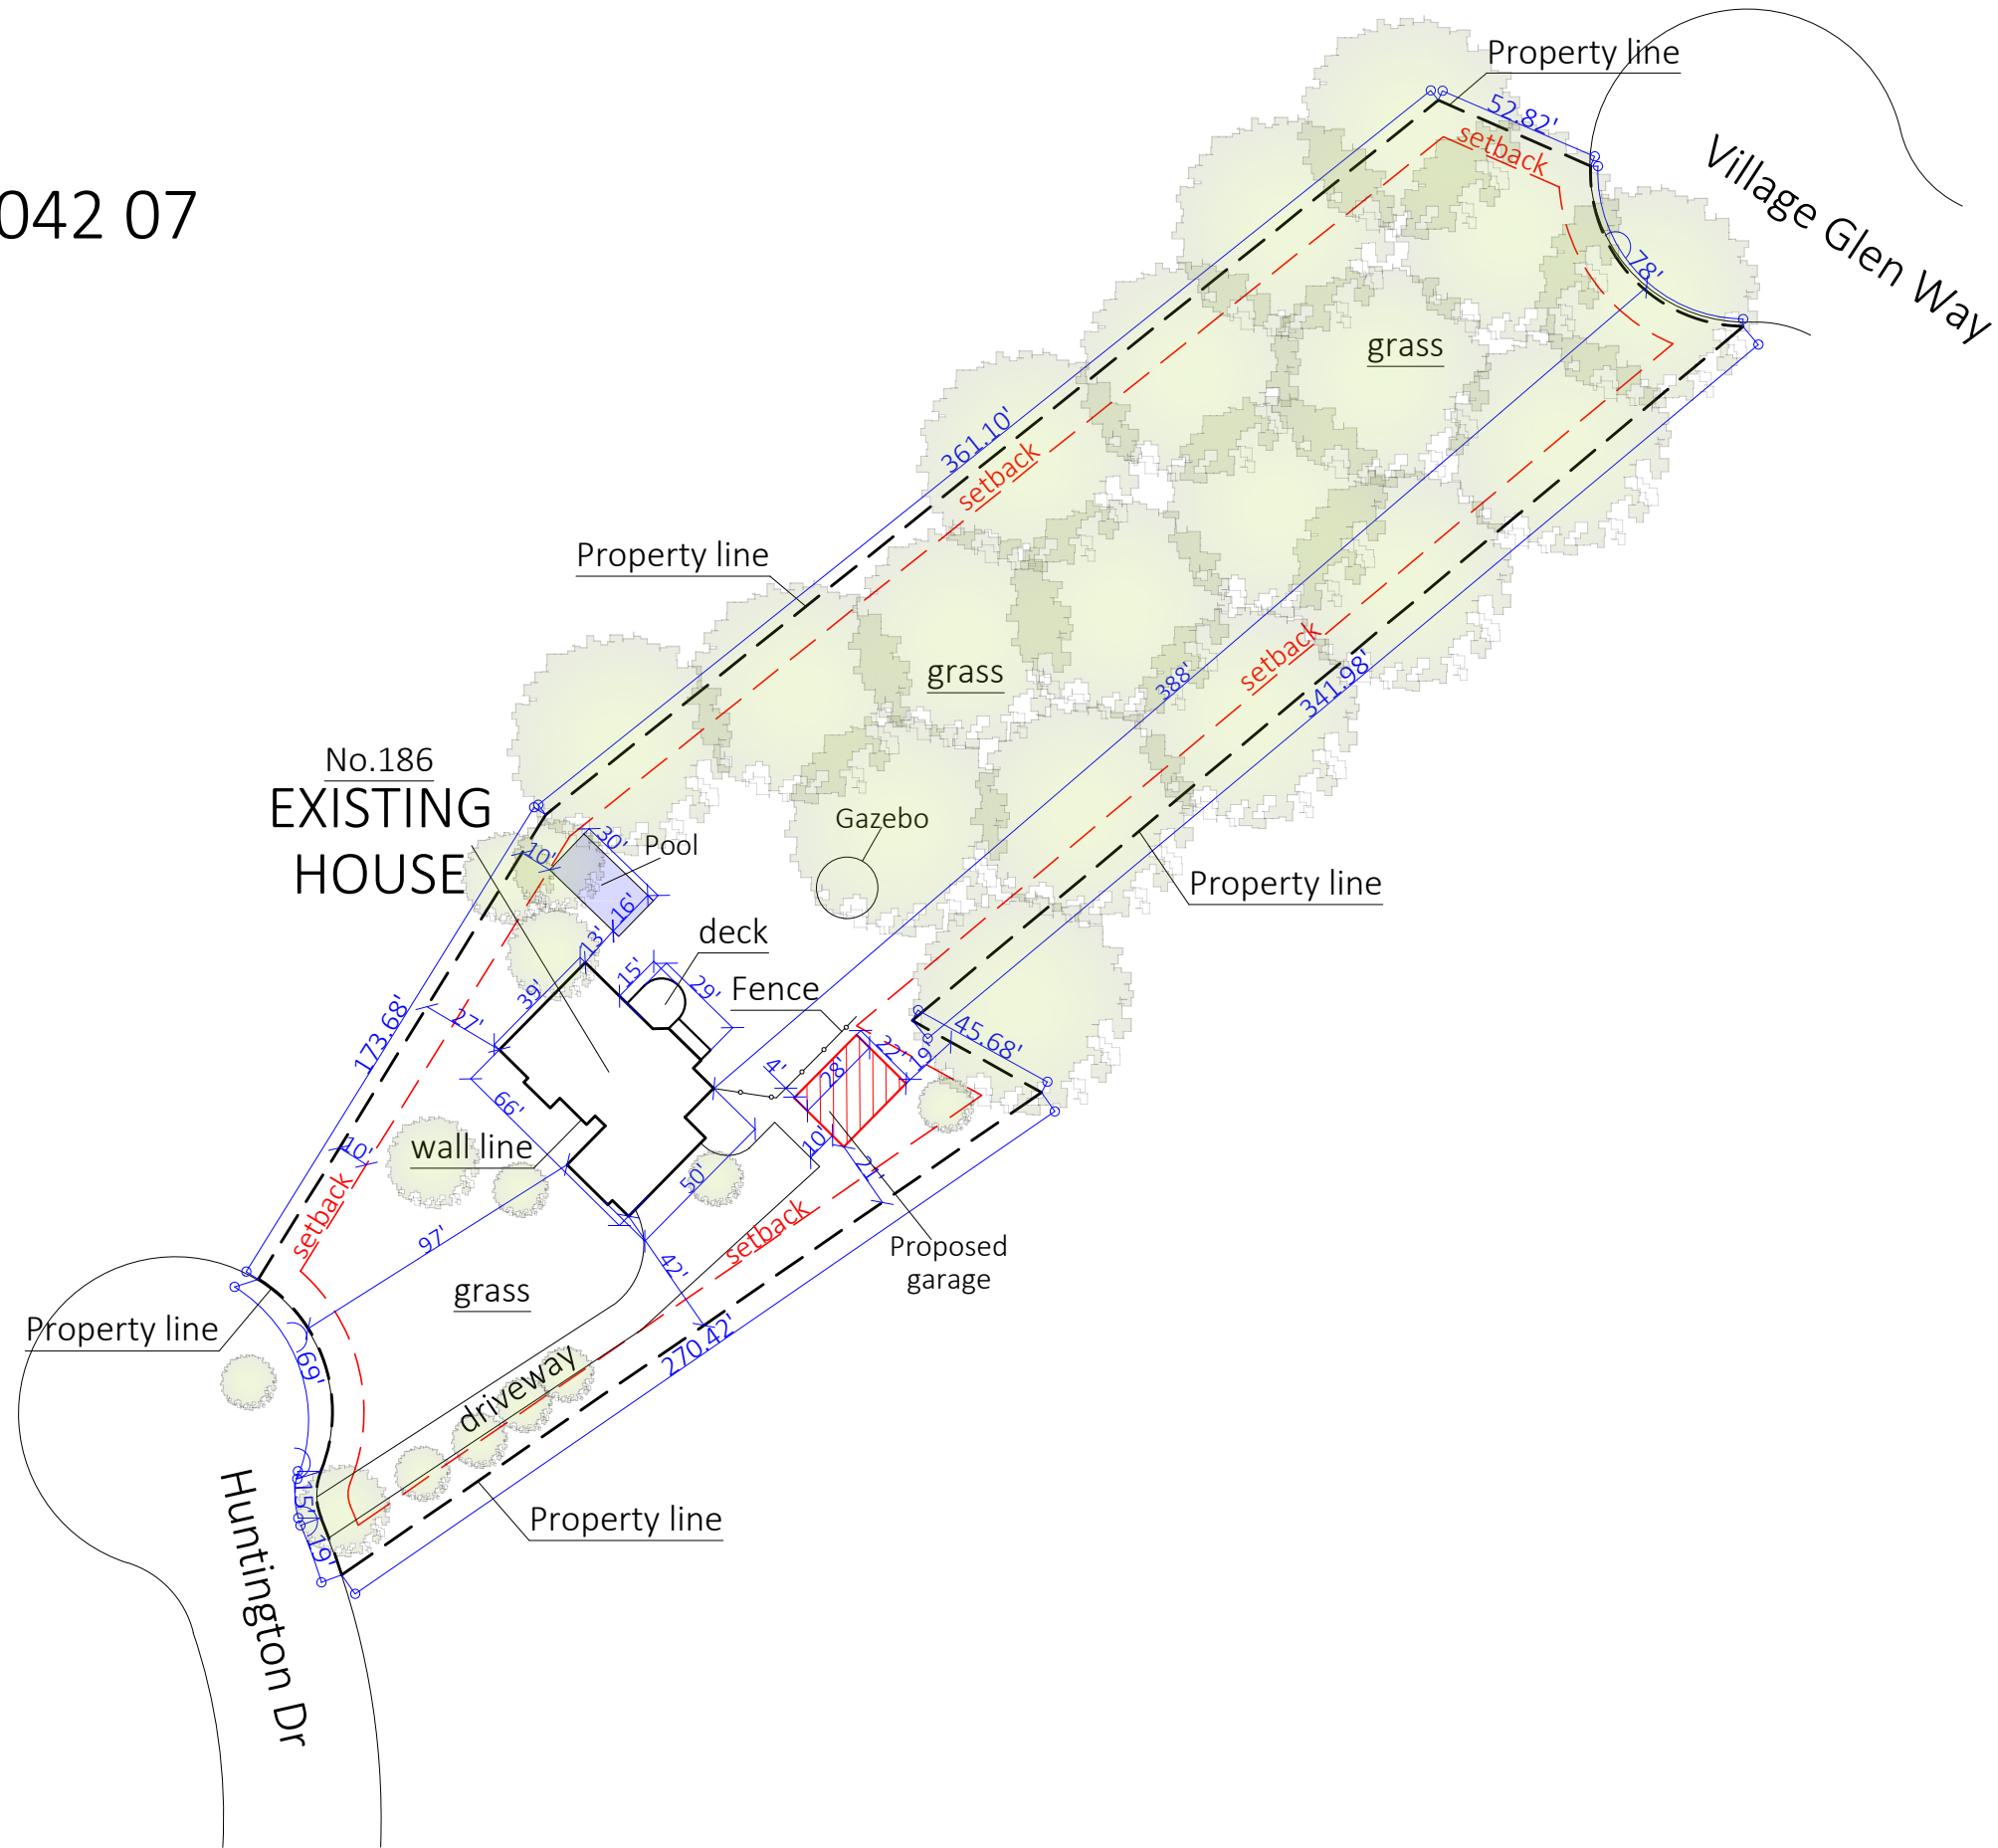 Property line
52.82'
setback
Village Glen Way
042 07
78'
grass
361.10'
setback
Property line
setback
388'
341.98'
grass
No.186
EXISTING
HOUSE
Gazebo
30'
Pool
10'
Property line
16'
13'
deck
15'
29'
Fence
39'
27'
173.68'
45.68'
22'
19'
4'
28'
66'
wall line
10'
10'
21'
50'
setback
setback
97'
42'
Proposed
garage
grass
Property line
69'
270.42'
driveway
15'
19'
Property line
Huntington Dr